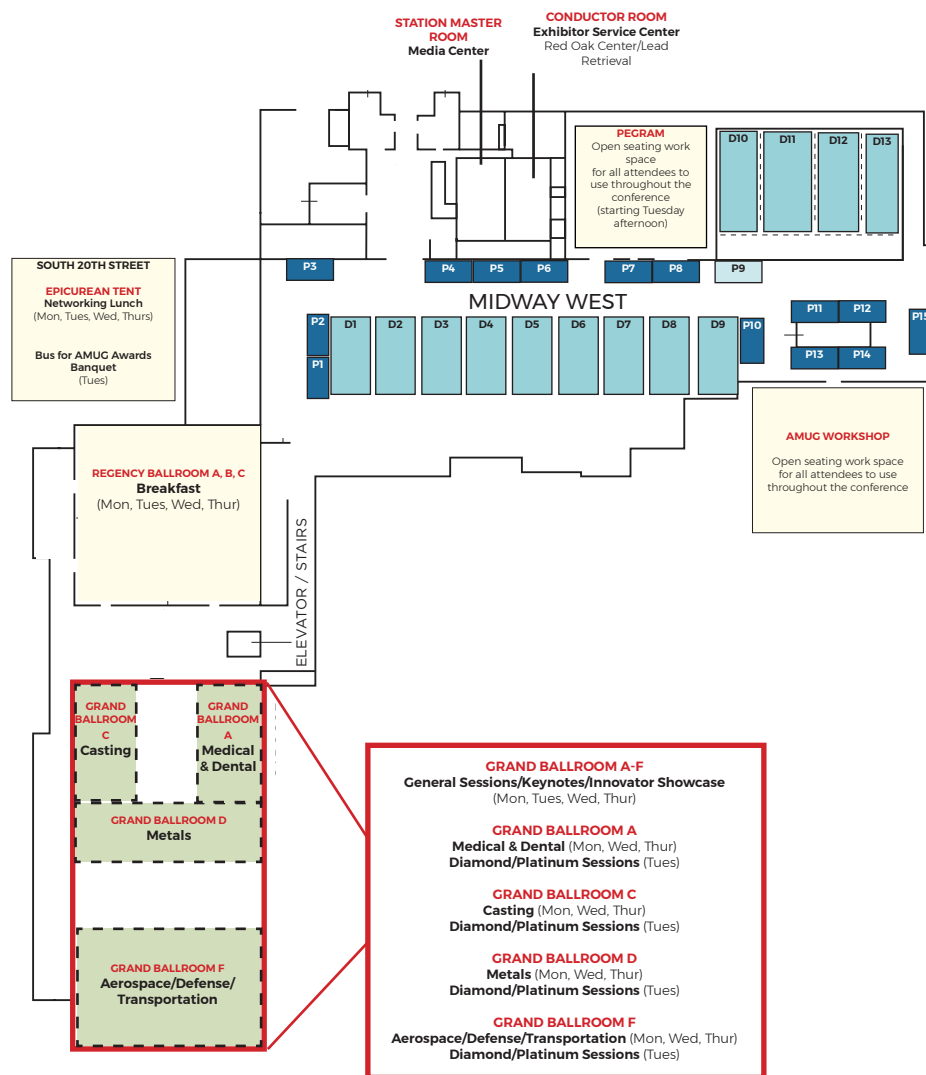 STATION MASTER
ROOM
Media Center
CONDUCTOR ROOM
Exhibitor Service Center
Red Oak Center/Lead
Retrieval
PEGRAM
Open seating work
space
for all attendees to
use throughout the
conference
(starting Tuesday
afternoon)
D10
D11
D12
D13
SOUTH 20TH STREET
EPICUREAN TENT
Networking Lunch
(Mon, Tues, Wed, Thurs)
Bus for AMUG Awards
Banquet
(Tues)
P3
P4
P5
P6
P7
P8
P9
MIDWAY WEST
P2
P1
D1
D2
D3
D4
D5
D6
D7
D8
D9
P10
P11
P12
P13
P14
P15
AMUG WORKSHOP
Open seating work space
for all attendees to use
throughout the conference
REGENCY BALLROOM A, B, C
Breakfast
(Mon, Tues, Wed, Thur)
ELEVATOR / STAIRS
GRAND
BALLROOM
C
Casting
GRAND
BALLROOM
A
Medical
& Dental
GRAND BALLROOM D
Metals
GRAND BALLROOM F
Aerospace/Defense/
Transportation
GRAND BALLROOM A-F
General Sessions/Keynotes/Innovator Showcase
(Mon, Tues, Wed, Thur)
GRAND BALLROOM A
Medical & Dental (Mon, Wed, Thur)
Diamond/Platinum Sessions (Tues)
GRAND BALLROOM C
Casting (Mon, Wed, Thur)
Diamond/Platinum Sessions (Tues)
GRAND BALLROOM D
Metals (Mon, Wed, Thur)
Diamond/Platinum Sessions (Tues)
GRAND BALLROOM F
Aerospace/Defense/Transportation (Mon, Wed, Thur)
Diamond/Platinum Sessions (Tues)